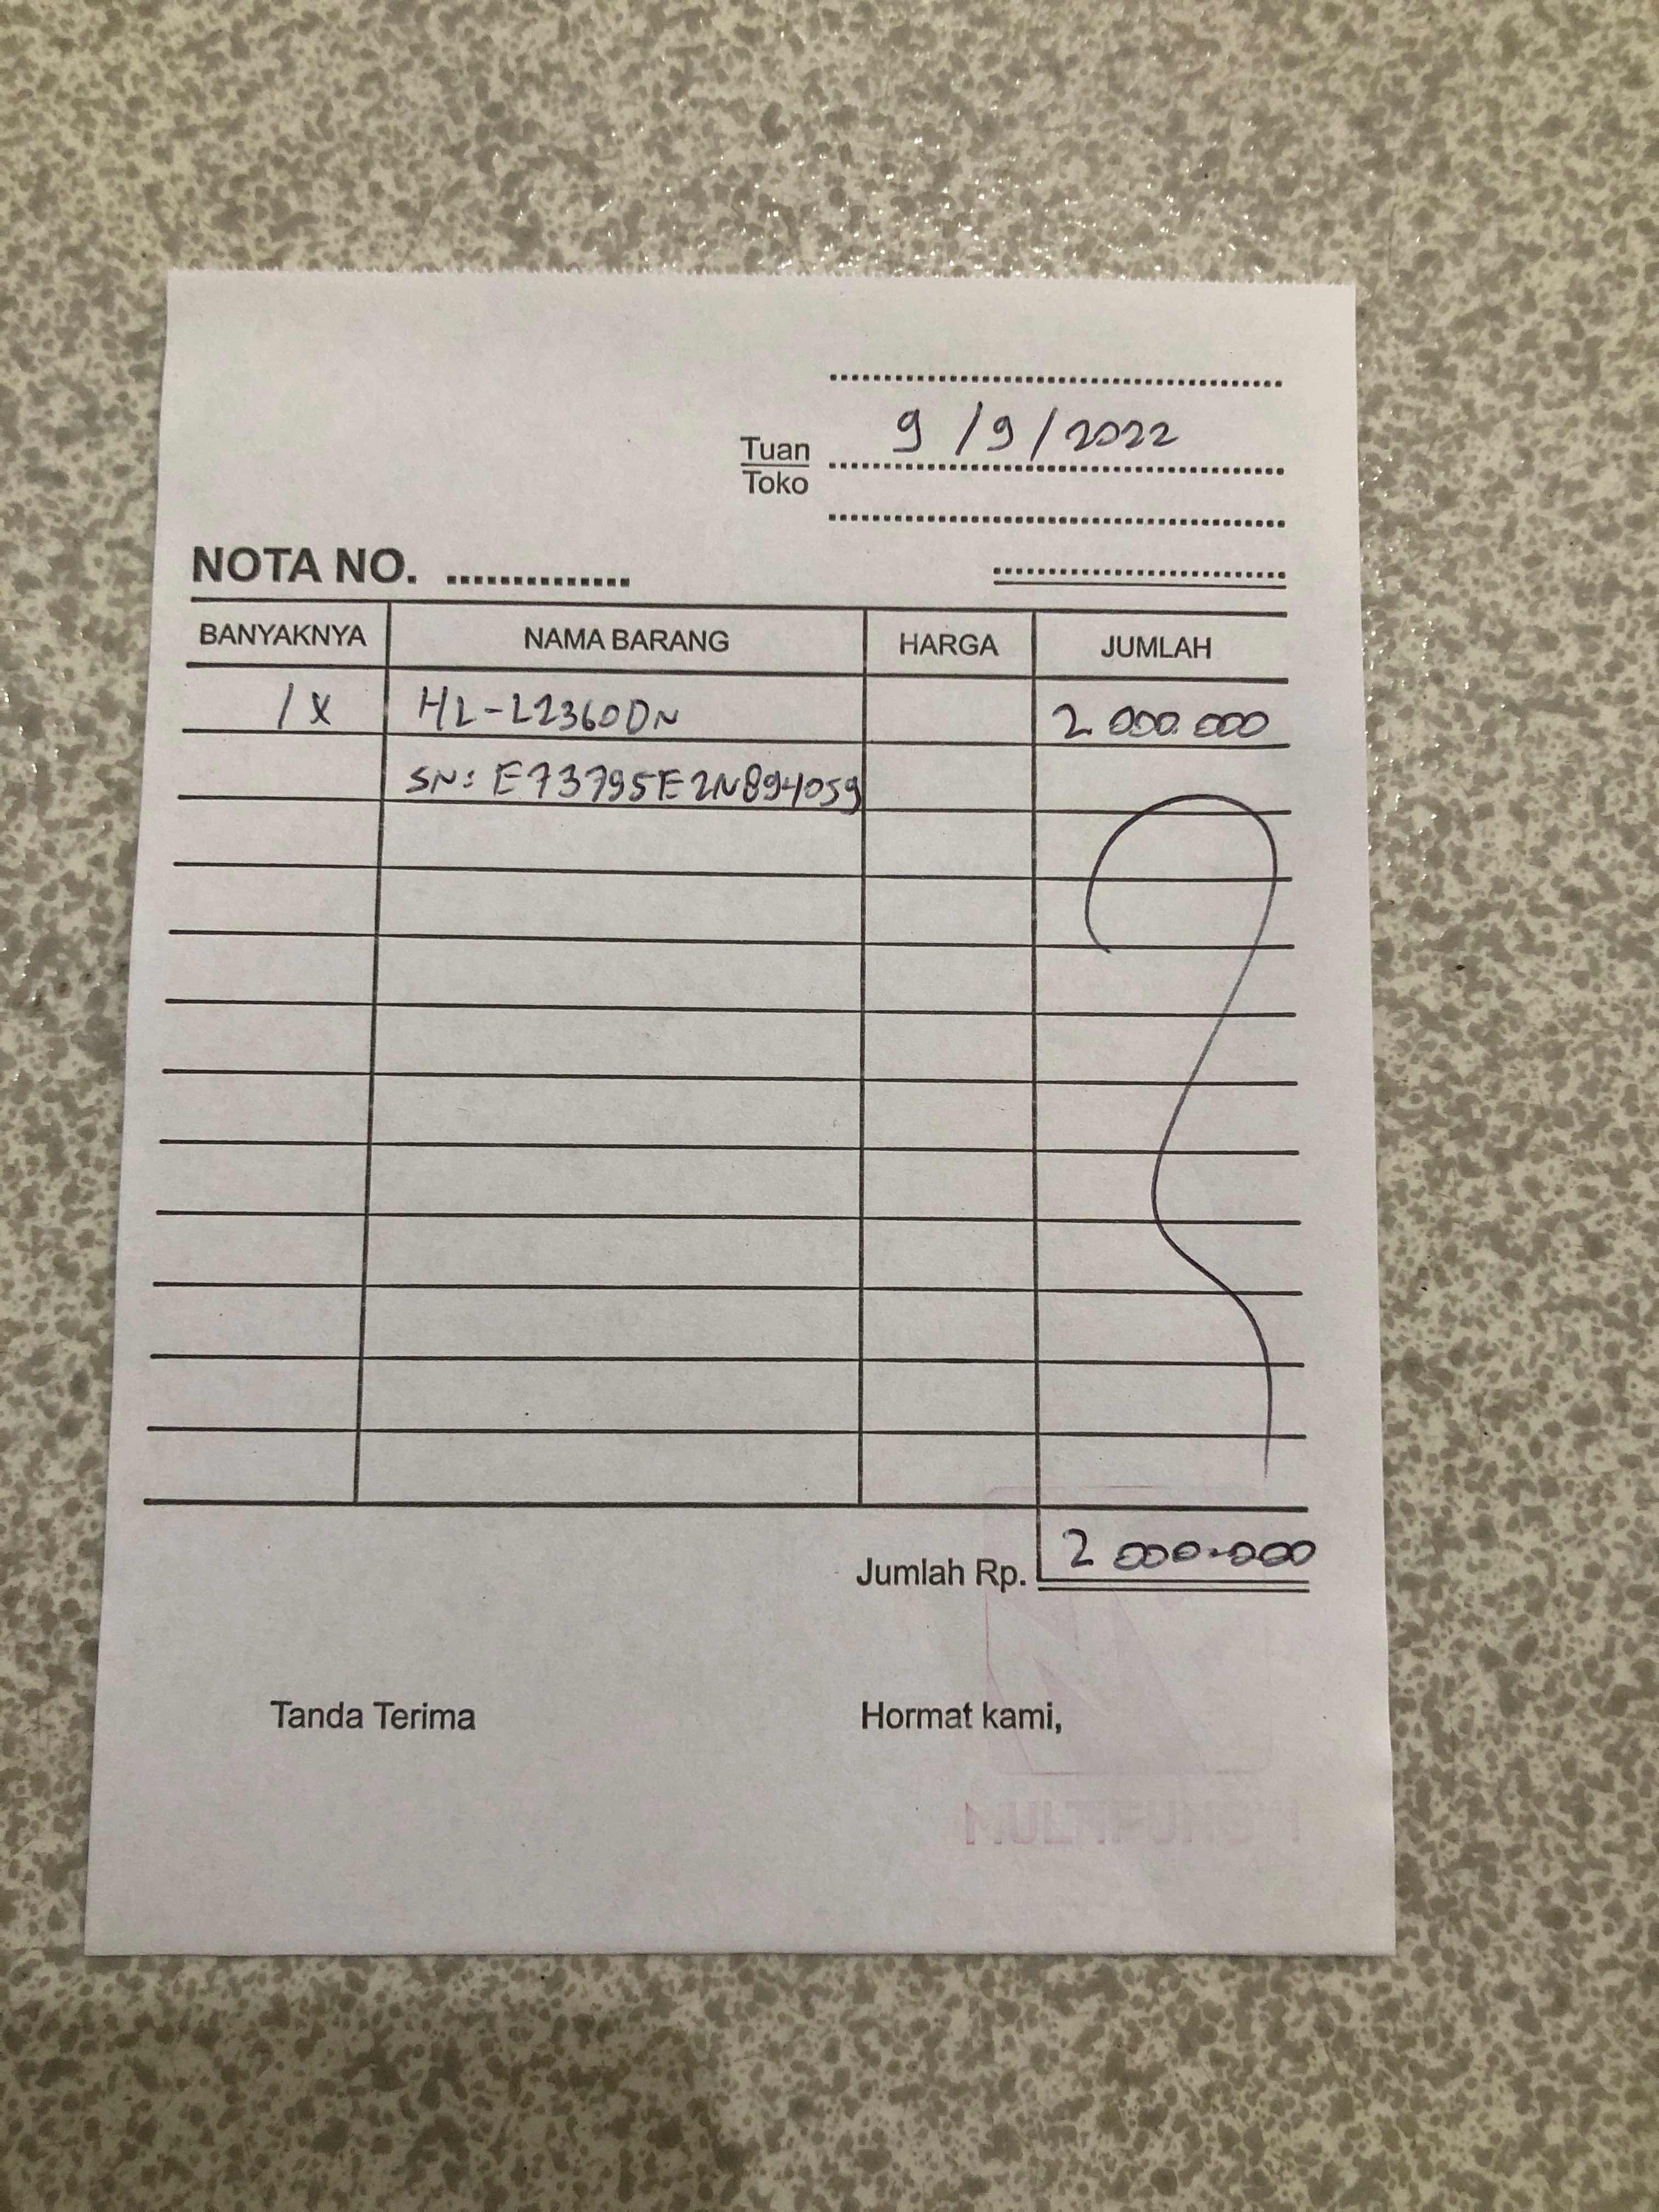 9/9/2022
Tuan
Toko
NOTA NO.
BANYAKNYA NAMA BARANG HARGA JUMLAH
1X HL-L2360DN 2 000.000
SN: E73795E2N894059
Jumlah Rp. 2 000.000
Tanda Terima Hormat kami,